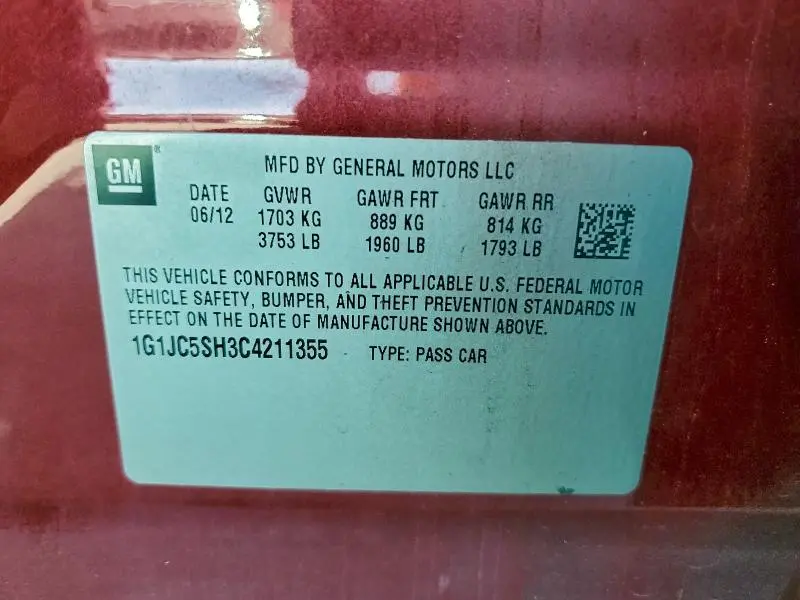 GM®
MFD BY GENERAL MOTORS LLC
DATE GVWR GAWR FRT GAWR RR
06/12 1703 KG 889 KG 814 KG
3753 LB 1960 LB 1793 LB
THIS VEHICLE CONFORMS TO ALL APPLICABLE U.S. FEDERAL MOTOR
VEHICLE SAFETY, BUMPER, AND THEFT PREVENTION STANDARDS IN
EFFECT ON THE DATE OF MANUFACTURE SHOWN ABOVE.
1G1JC5SH3C4211355 TYPE: PASS CAR